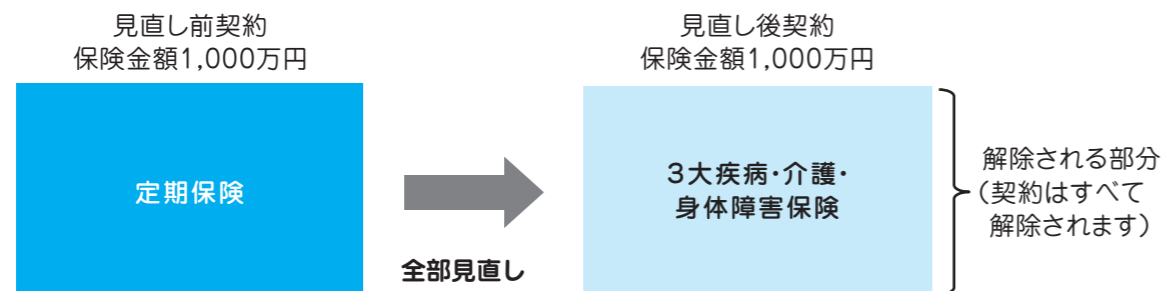 見直し前契約
保険金額1,000万円
定期保険
全部見直し
見直し後契約
保険金額1,000万円
3大疾病・介護・
身体障害保険
解除される部分
（契約はすべて
解除されます）